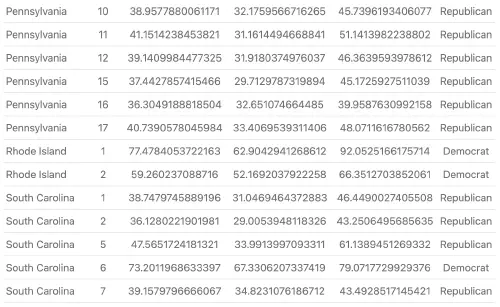 Pennsylvania 10 38.9577880061171 32.1759566716265 45.7396193406077 Republican
Pennsylvania 11 41.1514238453821 31.1614494668841 51.1413982238802 Republican
Pennsylvania 12 39.1409984477325 31.9180374976037 46.3639593978612 Republican
Pennsylvania 15 37.4427857415466 29.7129787319894 45.1725927511039 Republican
Pennsylvania 16 36.3049188818504 32.651074664485 39.9587630992158 Republican
Pennsylvania 17 40.7390578045984 33.4069539311406 48.0711616780562 Republican
Rhode Island 1 77.4784053722163 62.9042941268612 92.0525166175714 Democrat
Rhode Island 2 59.260237088716 52.1692037922258 66.3512703852061 Democrat
South Carolina 1 38.7479745889196 31.0469464372883 46.4490027405508 Republican
South Carolina 2 36.1280221901981 29.0053948118326 43.2506495685635 Republican
South Carolina 5 47.5651724181321 33.9913997093311 61.1389451269332 Republican
South Carolina 6 73.2011968633397 67.3306207337419 79.0717729929376 Democrat
South Carolina 7 39.1579796666067 34.8231076186712 43.4928517145421 Republican